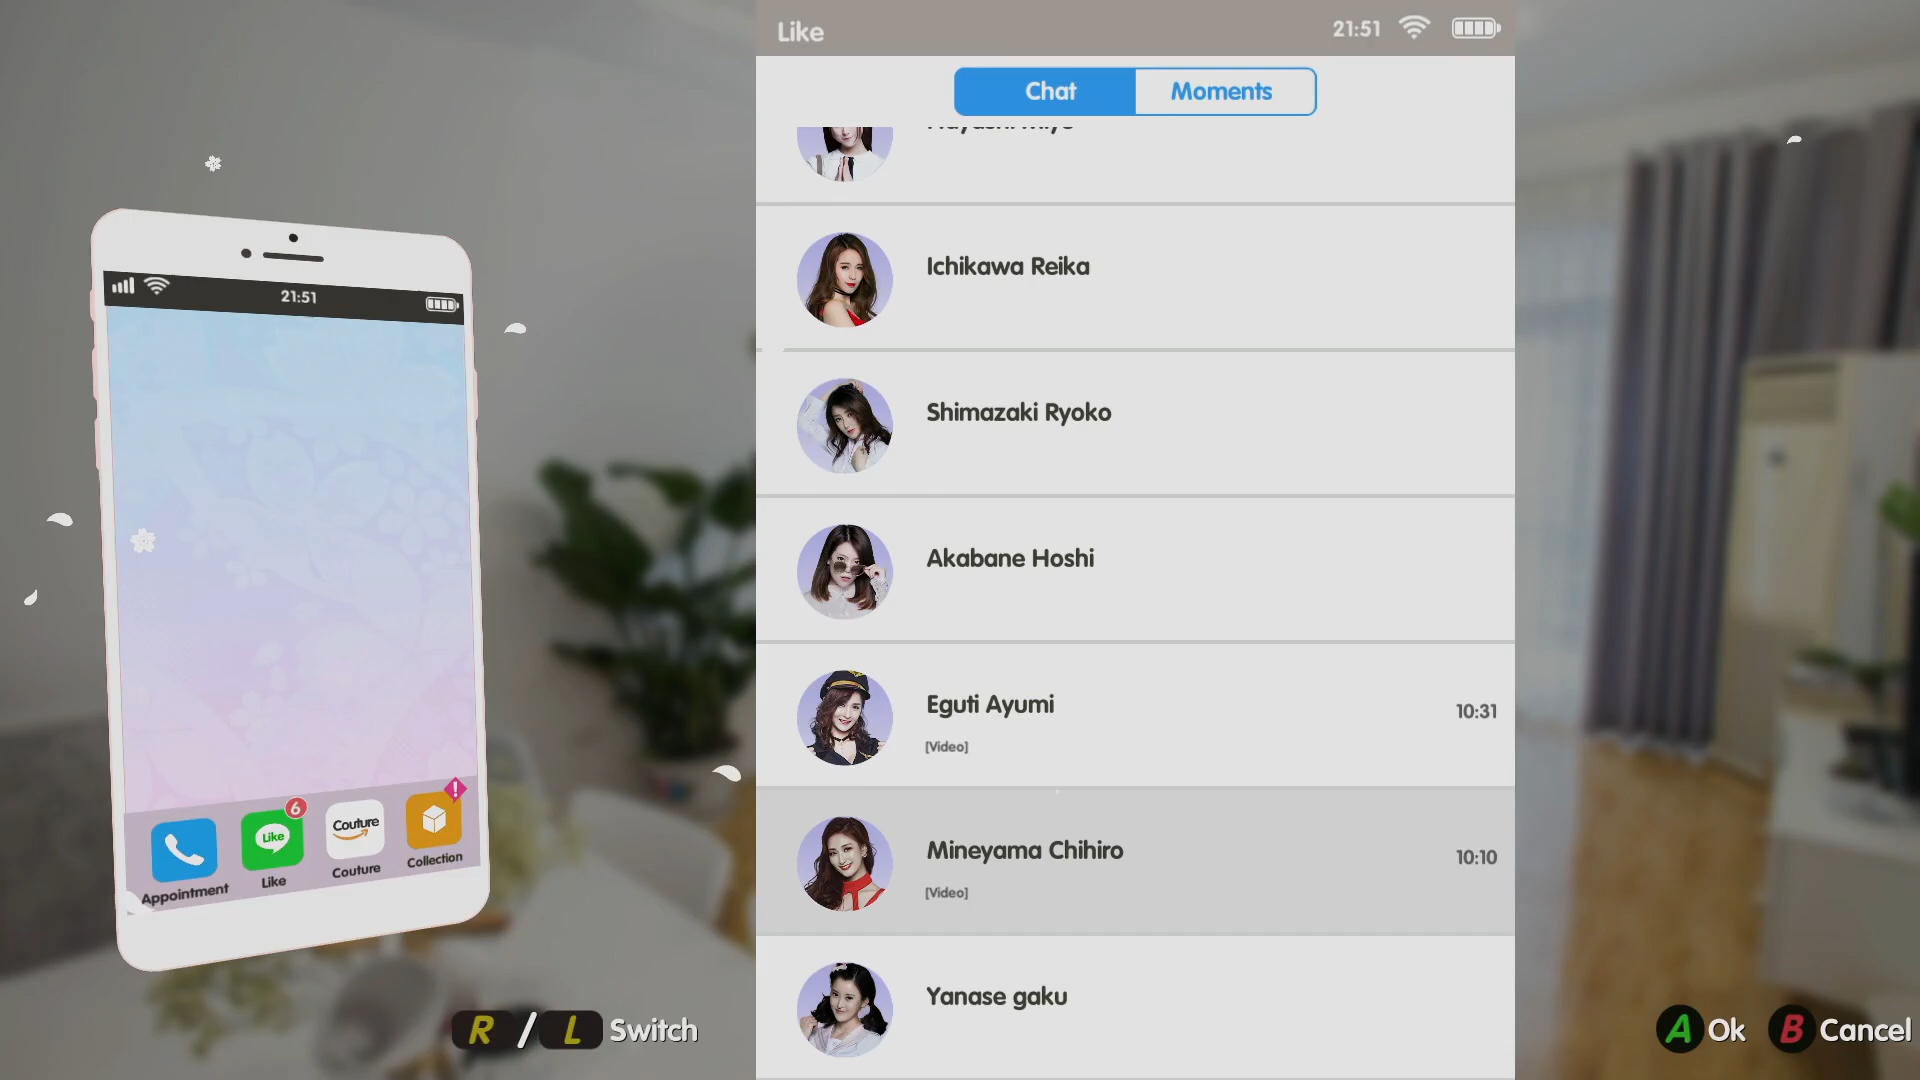 Like 21:51
Chat Moments
Ichikawa Reika
Shimazaki Ryoko
Akabane Hoshi
Eguti Ayumi
10:31
[Video]
Mineyama Chihiro
10:10
[Video]
Yanase gaku
21:51
6
!
Like
Couture
Appointment
Like
Couture
Collection
R / L Switch
A Ok B Cancel